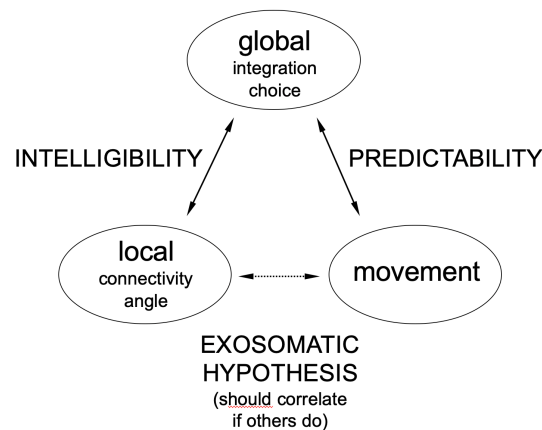 global
integration
choice
INTELLIGIBILITY
PREDICTABILITY
local
connectivity
angle
movement
EXOSOMATIC
HYPOTHESIS
(should correlate
if others do)